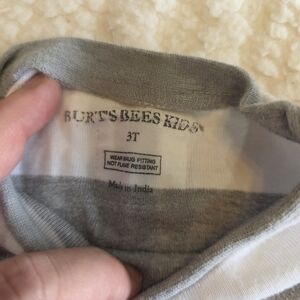 BURT'S BEES KIDS
3T
WEAR SNUG FITTING
NOT FLAME RESISTANT
Made in India